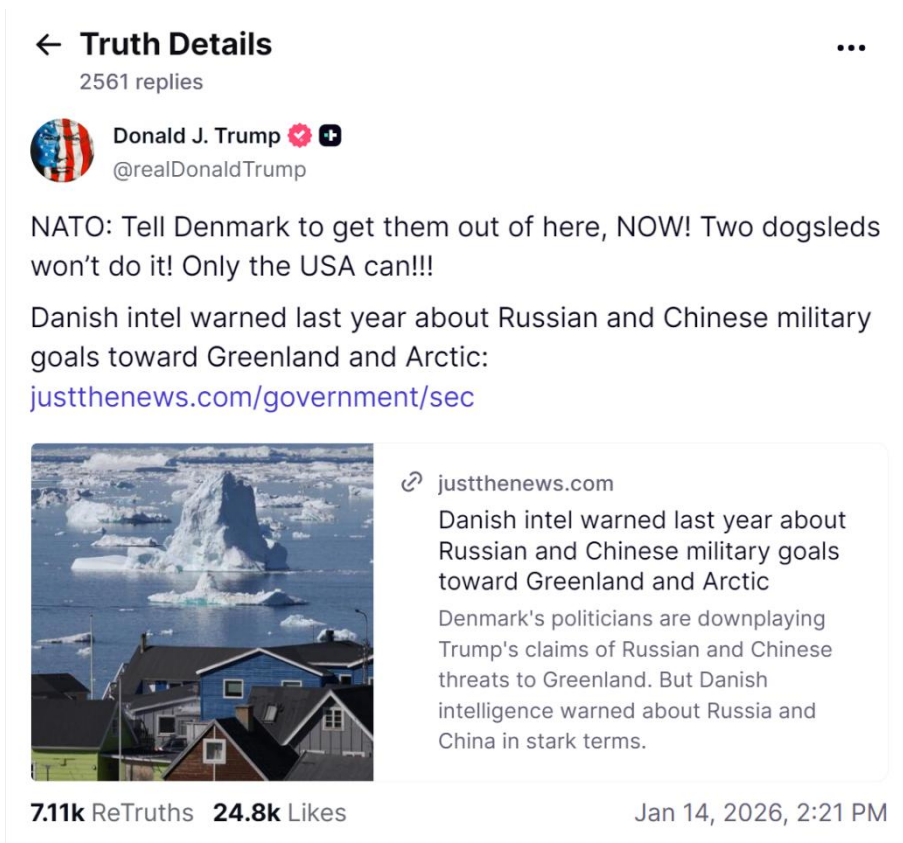 Truth Details
2561 replies
Donald J. Trump
@realDonaldTrump
NATO: Tell Denmark to get them out of here, NOW! Two dogsleds
won’t do it! Only the USA can!!!
Danish intel warned last year about Russian and Chinese military
goals toward Greenland and Arctic:
justthenews.com/government/sec
justthenews.com
Danish intel warned last year about
Russian and Chinese military goals
toward Greenland and Arctic
Denmark's politicians are downplaying
Trump's claims of Russian and Chinese
threats to Greenland. But Danish
intelligence warned about Russia and
China in stark terms.
7.11k ReTruths 24.8k Likes Jan 14, 2026, 2:21 PM